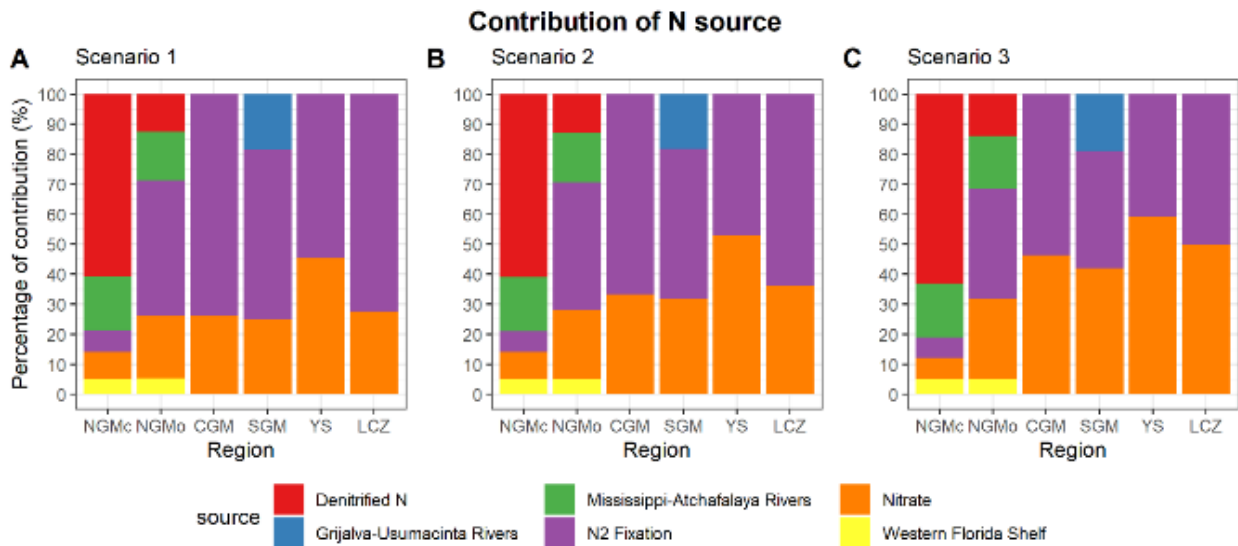 Contribution of N source
A Scenario 1
B Scenario 2
C Scenario 3
Percentage of contribution (%)
100
90
80
70
60
50
40
30
20
10
0
100
90
80
70
60
50
40
30
20
10
0
100
90
80
70
60
50
40
30
20
10
0
NGMc NGMo CGM SGM YS LCZ
NGMc NGMo CGM SGM YS LCZ
NGMc NGMo CGM SGM YS LCZ
Region
Region
Region
source
Denitrified N
Mississippi-Atchafalaya Rivers
Nitrate
Grijalva-Usumacinta Rivers
N2 Fixation
Western Florida Shelf